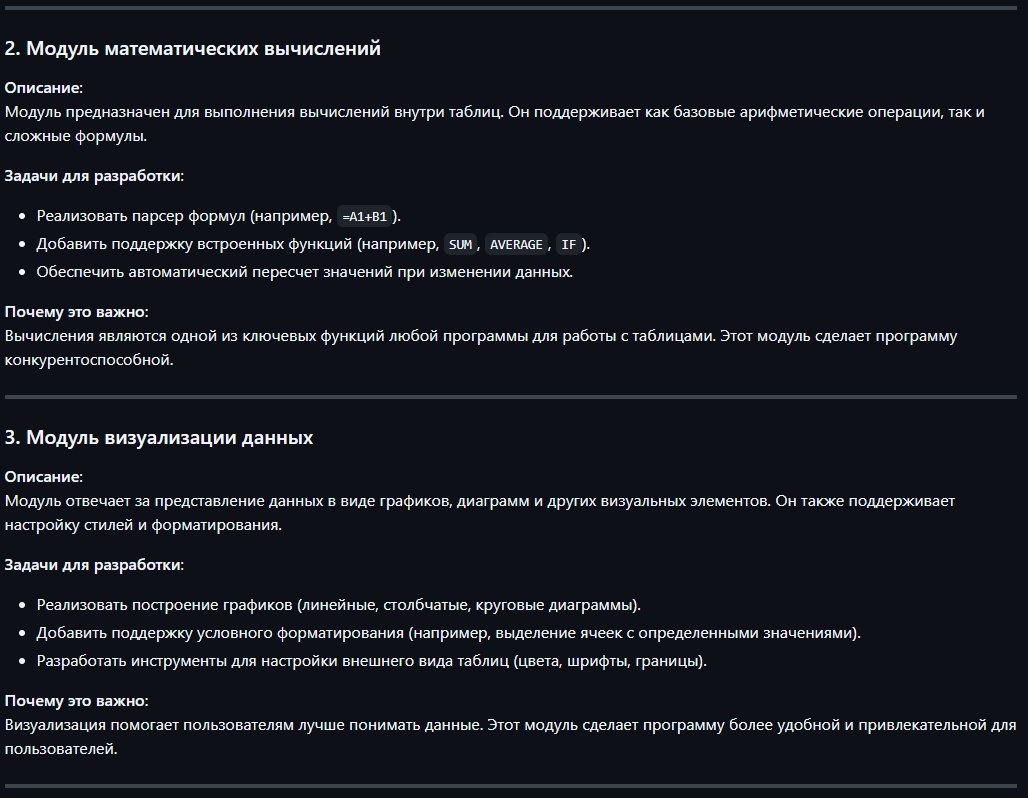 2. Модуль математических вычислений
Описание:
Модуль предназначен для выполнения вычислений внутри таблиц. Он поддерживает как базовые арифметические операции, так и
сложные формулы.
Задачи для разработки:
• Реализовать парсер формул (например, =A1+B1 ).
• Добавить поддержку встроенных функций (например, SUM , AVERAGE , IF ).
• Обеспечить автоматический пересчет значений при изменении данных.
Почему это важно:
Вычисления являются одной из ключевых функций любой программы для работы с таблицами. Этот модуль сделает программу
конкурентоспособной.
3. Модуль визуализации данных
Описание:
Модуль отвечает за представление данных в виде графиков, диаграмм и других визуальных элементов. Он также поддерживает
настройку стилей и форматирования.
Задачи для разработки:
• Реализовать построение графиков (линейные, столбчатые, круговые диаграммы).
• Добавить поддержку условного форматирования (например, выделение ячеек с определенными значениями).
• Разработать инструменты для настройки внешнего вида таблиц (цвета, шрифты, границы).
Почему это важно:
Визуализация помогает пользователям лучше понимать данные. Этот модуль сделает программу более удобной и привлекательной для
пользователей.